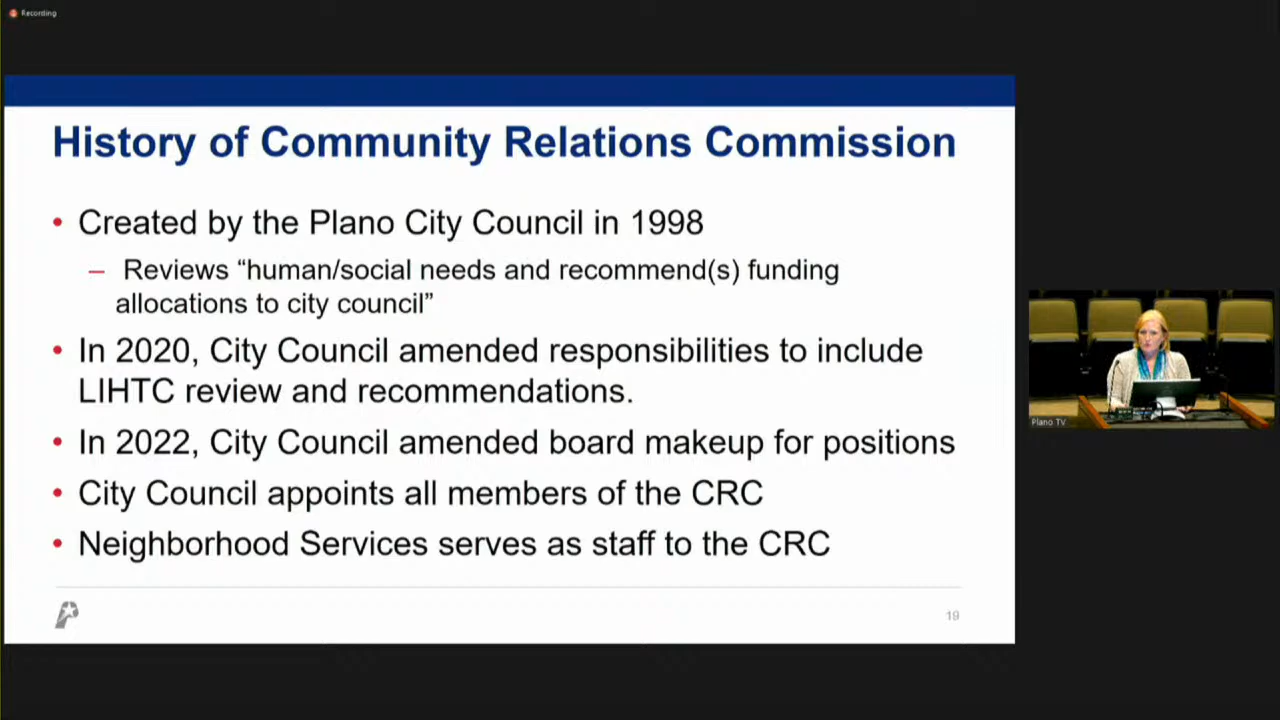 Recording
History of Community Relations Commission
• Created by the Plano City Council in 1998
– Reviews “human/social needs and recommend(s) funding
allocations to city council”
• In 2020, City Council amended responsibilities to include
LIHTC review and recommendations.
• In 2022, City Council amended board makeup for positions
• City Council appoints all members of the CRC
• Neighborhood Services serves as staff to the CRC
19
Plano TV